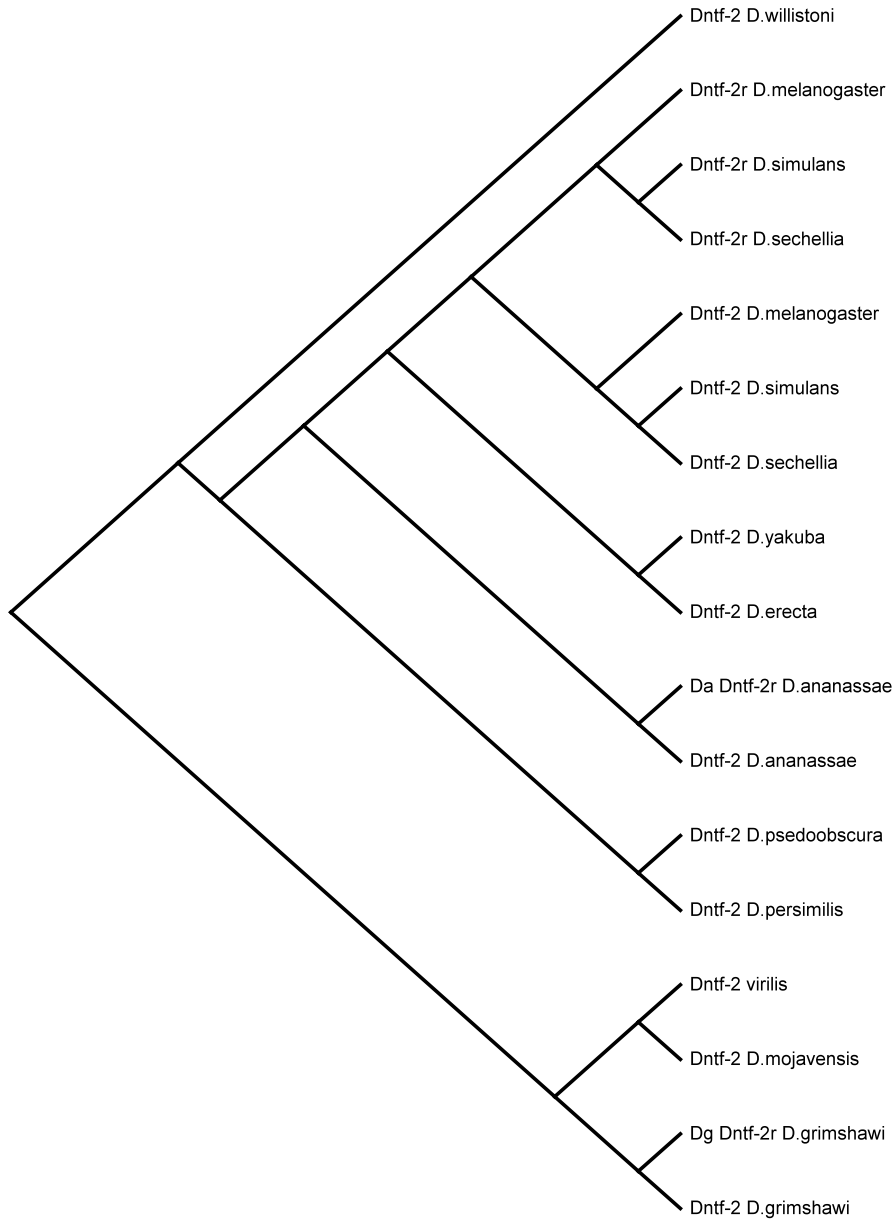 Dntf-2 D.willistoni
Dntf-2r D.melanogaster
Dntf-2r D.simulans
Dntf-2r D.sechellia
Dntf-2 D.melanogaster
Dntf-2 D.simulans
Dntf-2 D.sechellia
Dntf-2 D.yakuba
Dntf-2 D.erecta
Da Dntf-2r D.ananassae
Dntf-2 D.ananassae
Dntf-2 D.psedoobscura
Dntf-2 D.persimilis
Dntf-2 virilis
Dntf-2 D.mojavensis
Dg Dntf-2r D.grimshawi
Dntf-2 D.grimshawi